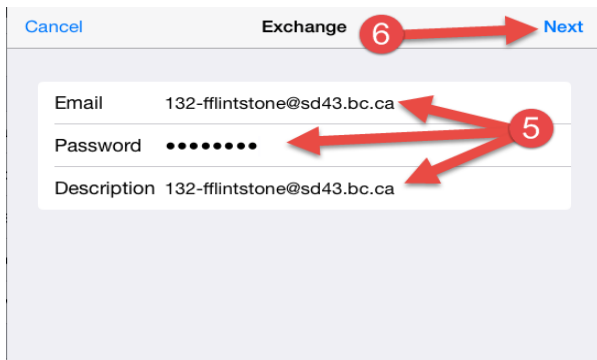 Cancel Exchange 6 Next
Email 132-fflintstone@sd43.bc.ca
5
Password ••••••••
Description 132-fflintstone@sd43.bc.ca